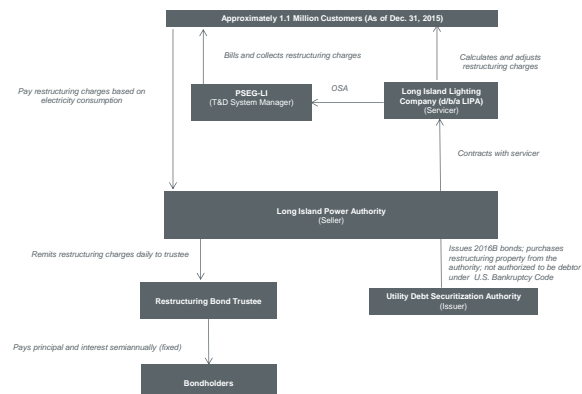 Approximately 1.1 Million Customers (As of Dec. 31, 2015)
Bills and collects restructuring charges
Calculates and adjusts
restructuring charges
Pay restructuring charges based on
electricity consumption
PSEG-LI
(T&D System Manager)
OSA
Long Island Lighting
Company (d/b/a LIPA)
(Servicer)
Contracts with servicer
Long Island Power Authority
(Seller)
Remits restructuring charges daily to trustee
Issues 2016B bonds; purchases
restructuring property from the
authority; not authorized to be debtor
under U.S. Bankruptcy Code
Restructuring Bond Trustee
Utility Debt Securitization Authority
(Issuer)
Pays principal and interest semiannually (fixed)
Bondholders